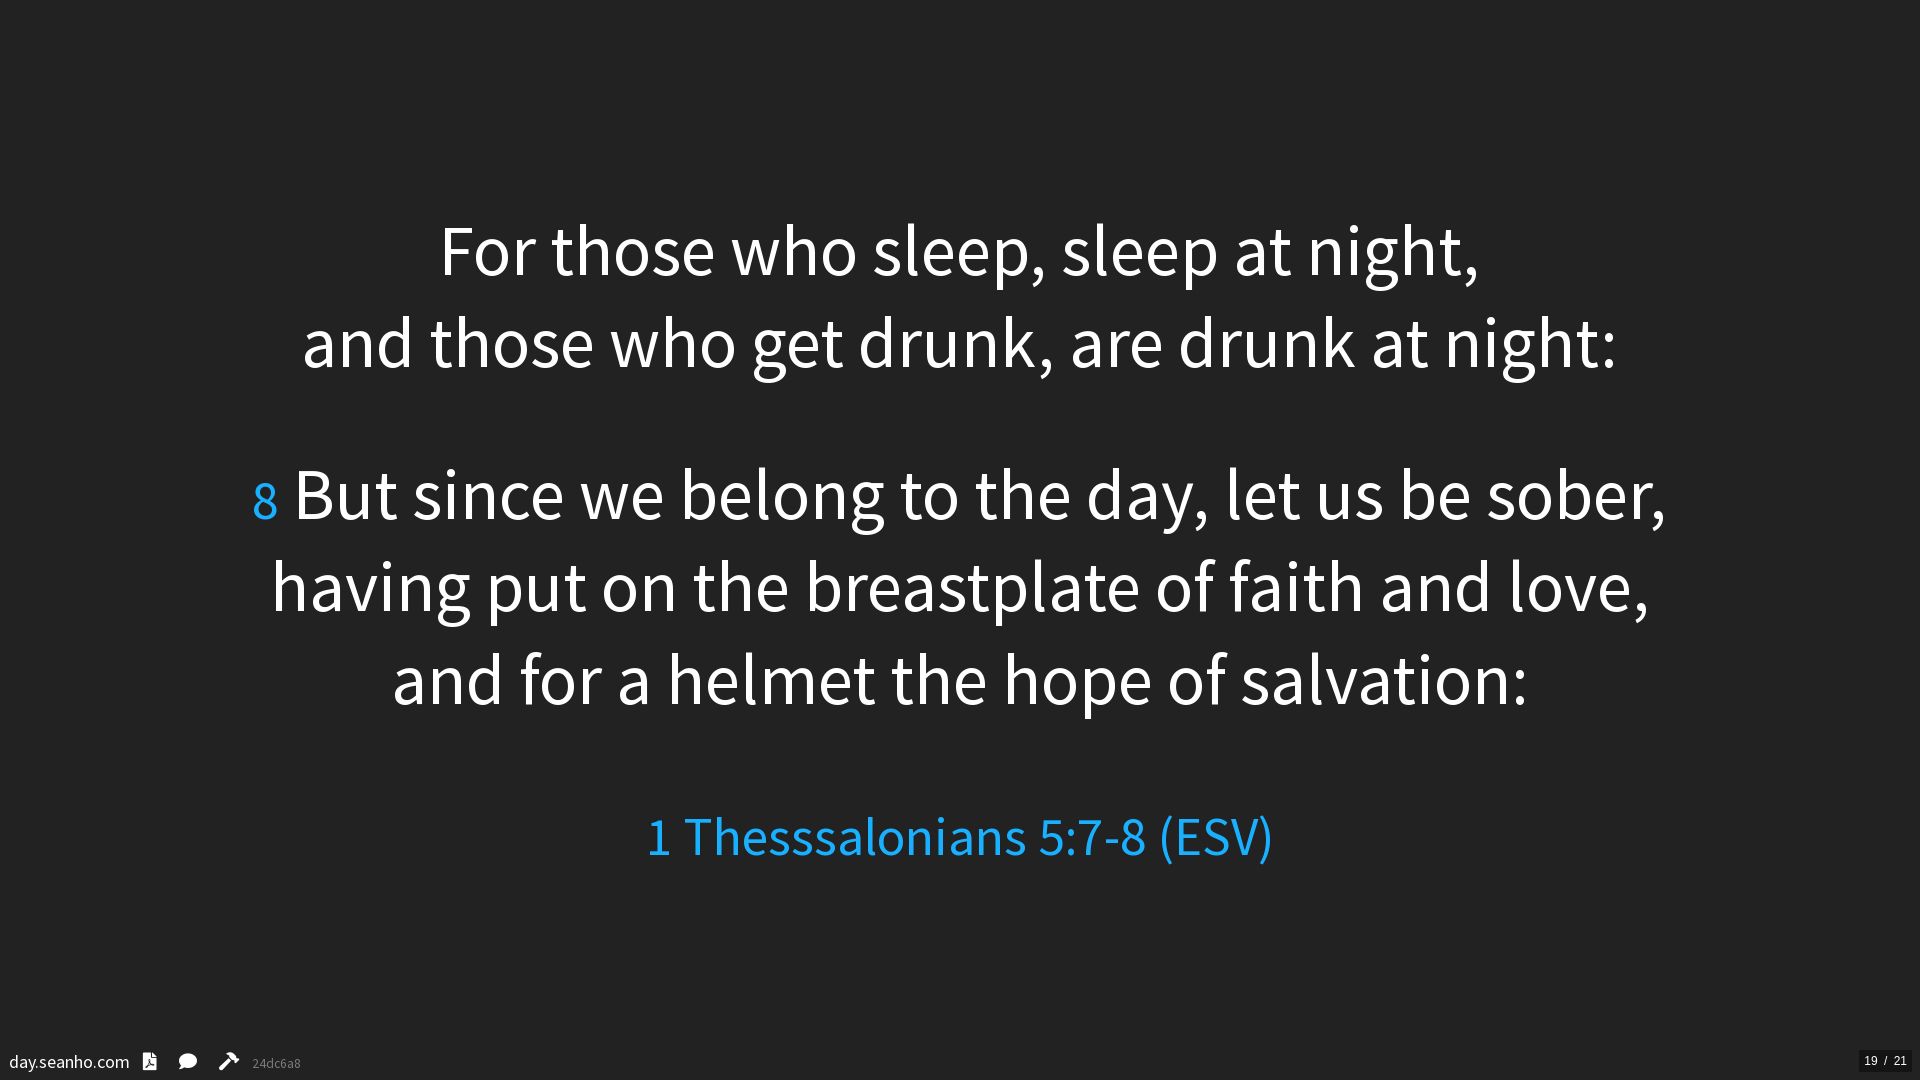 For those who sleep, sleep at night,
and those who get drunk, are drunk at night:
8 But since we belong to the day, let us be sober,
having put on the breastplate of faith and love,
and for a helmet the hope of salvation:
1 Thesssalonians 5:7-8 (ESV)
day.seanho.com 24dc6a8
19 / 21